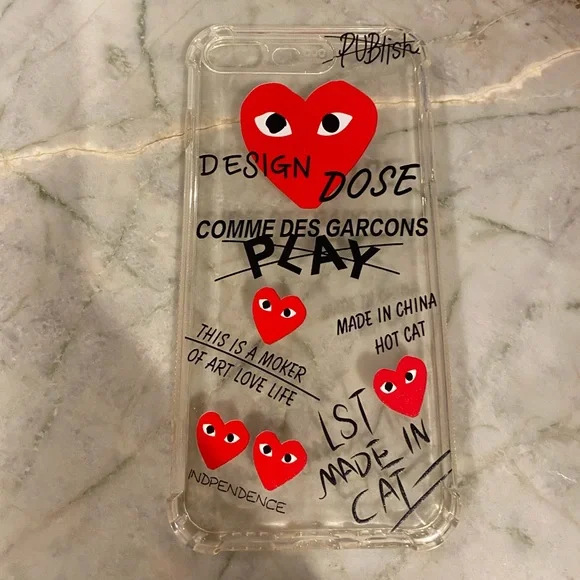 PUBlish
DESIGN
DOSE
COMME DES GARCONS
PLAY
MADE IN CHINA
HOT CAT
THIS IS A MOKER
OF ART LOVE LIFE
LST
MADE IN
CAT
INDPENDENCE